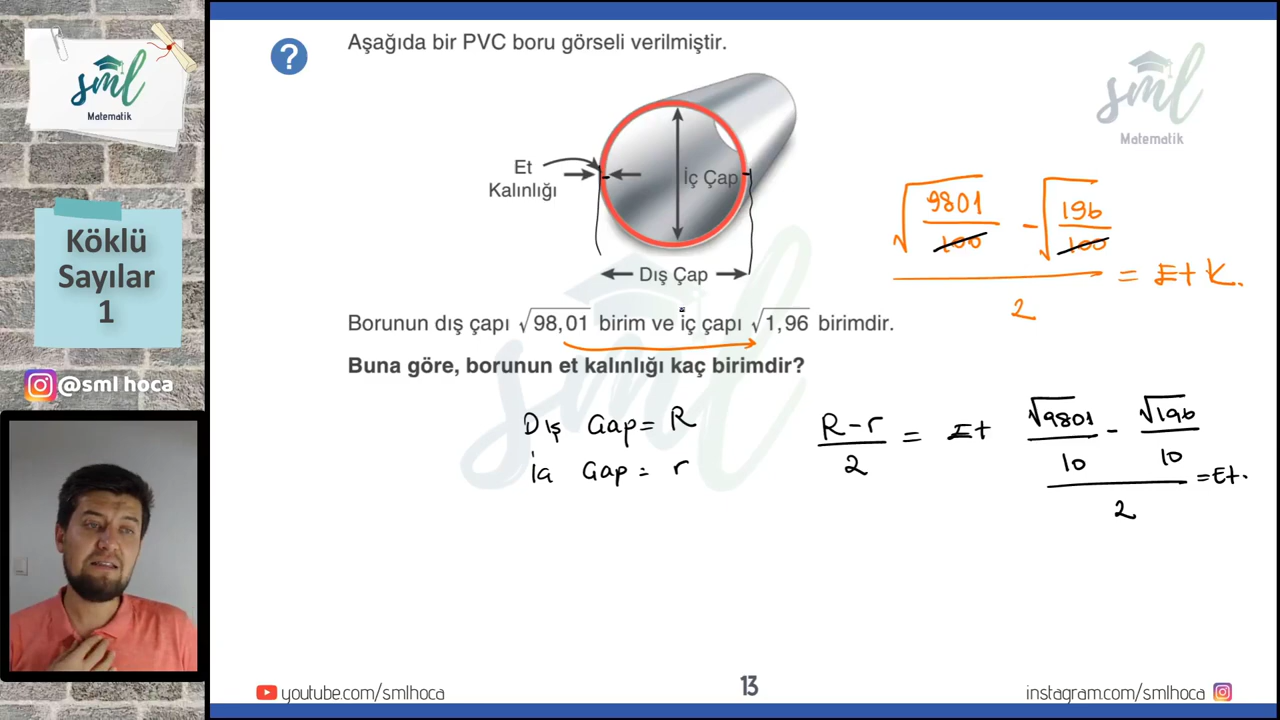 sml
Matematik
Köklü
Sayılar
1
@sml hoca
?
Aşağıda bir PVC boru görseli verilmiştir.
sml
Matematik
Et
Kalınlığı
İç Çap
Dış Çap
√9801/100 - √196/100
2
= Et K.
Borunun dış çapı √98,01 birim ve iç çapı √1,96 birimdir.
Buna göre, borunun et kalınlığı kaç birimdir?
Dış Çap = R
İç Çap = r
R-r/2 = Et
√9801/10 - √196/10
2
= Et.
youtube.com/smlhoca
13
instagram.com/smlhoca